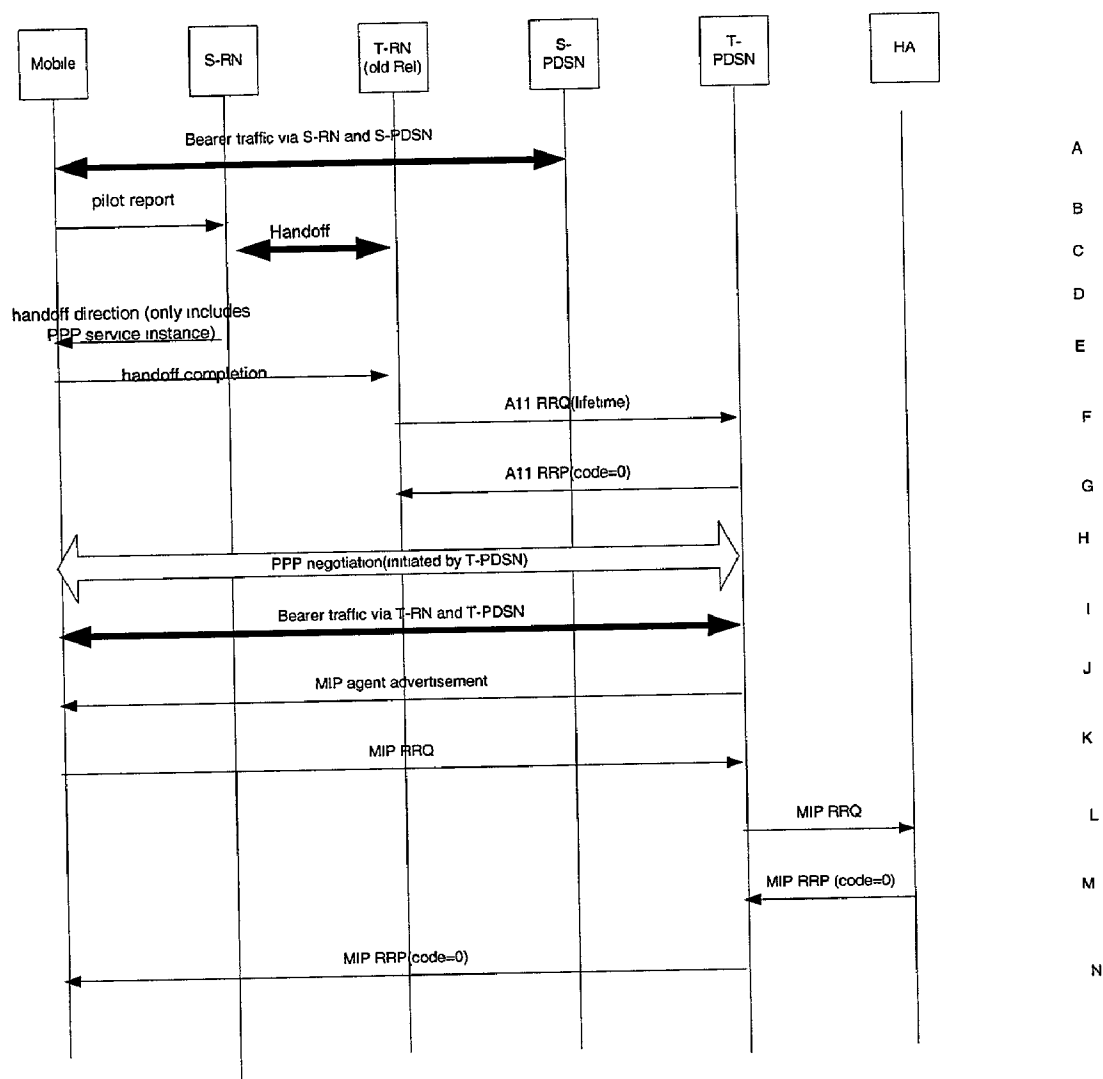 Mobile
S-RN
T-RN
(old Rel)
S-
PDSN
T-
PDSN
HA
Bearer traffic via S-RN and S-PDSN
A
pilot report
B
Handoff
C
D
handoff direction (only includes
PPP service instance)
E
handoff completion
A11 RRQ(lifetime)
F
A11 RRP(code=0)
G
H
PPP negotiation(initiated by T-PDSN)
I
Bearer traffic via T-RN and T-PDSN
J
MIP agent advertisement
K
MIP RRQ
MIP RRQ
L
MIP RRP (code=0)
M
MIP RRP(code=0)
N